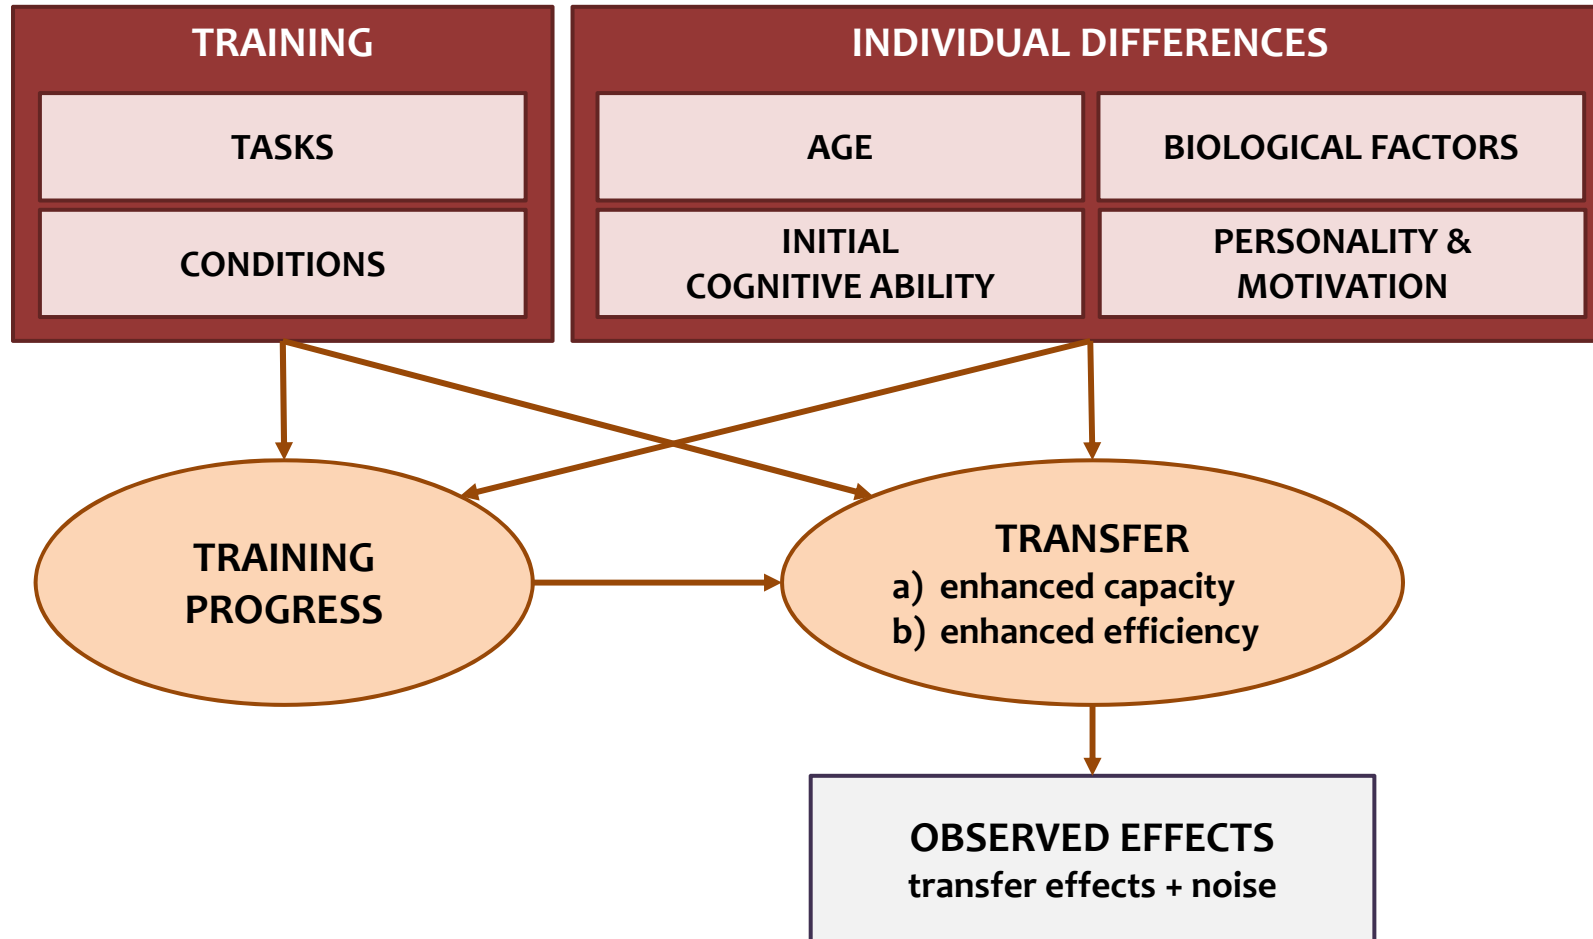 TRAINING
TASKS
CONDITIONS
INDIVIDUAL DIFFERENCES
AGE
BIOLOGICAL FACTORS
INITIAL
COGNITIVE ABILITY
PERSONALITY &
MOTIVATION
TRAINING
PROGRESS
TRANSFER
a) enhanced capacity
b) enhanced efficiency
OBSERVED EFFECTS
transfer effects + noise